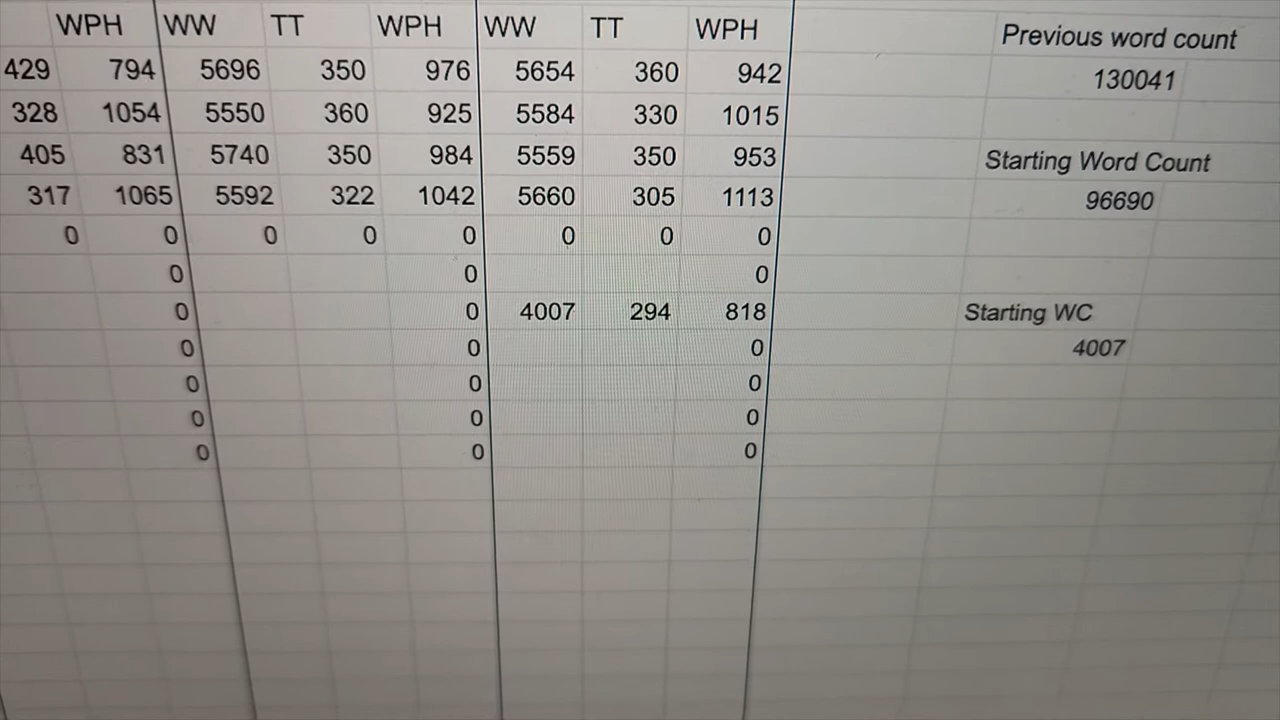 WPH WW TT WPH WW TT WPH
429 794 5696 350 976 5654 360 942
328 1054 5550 360 925 5584 330 1015
405 831 5740 350 984 5559 350 953
317 1065 5592 322 1042 5660 305 1113
0 0 0 0 0 0 0 0
0 0 0
0 0 4007 294 818
0 0 0
0 0 0
0 0 0
0 0 0
Previous word count
130041
Starting Word Count
96690
Starting WC
4007